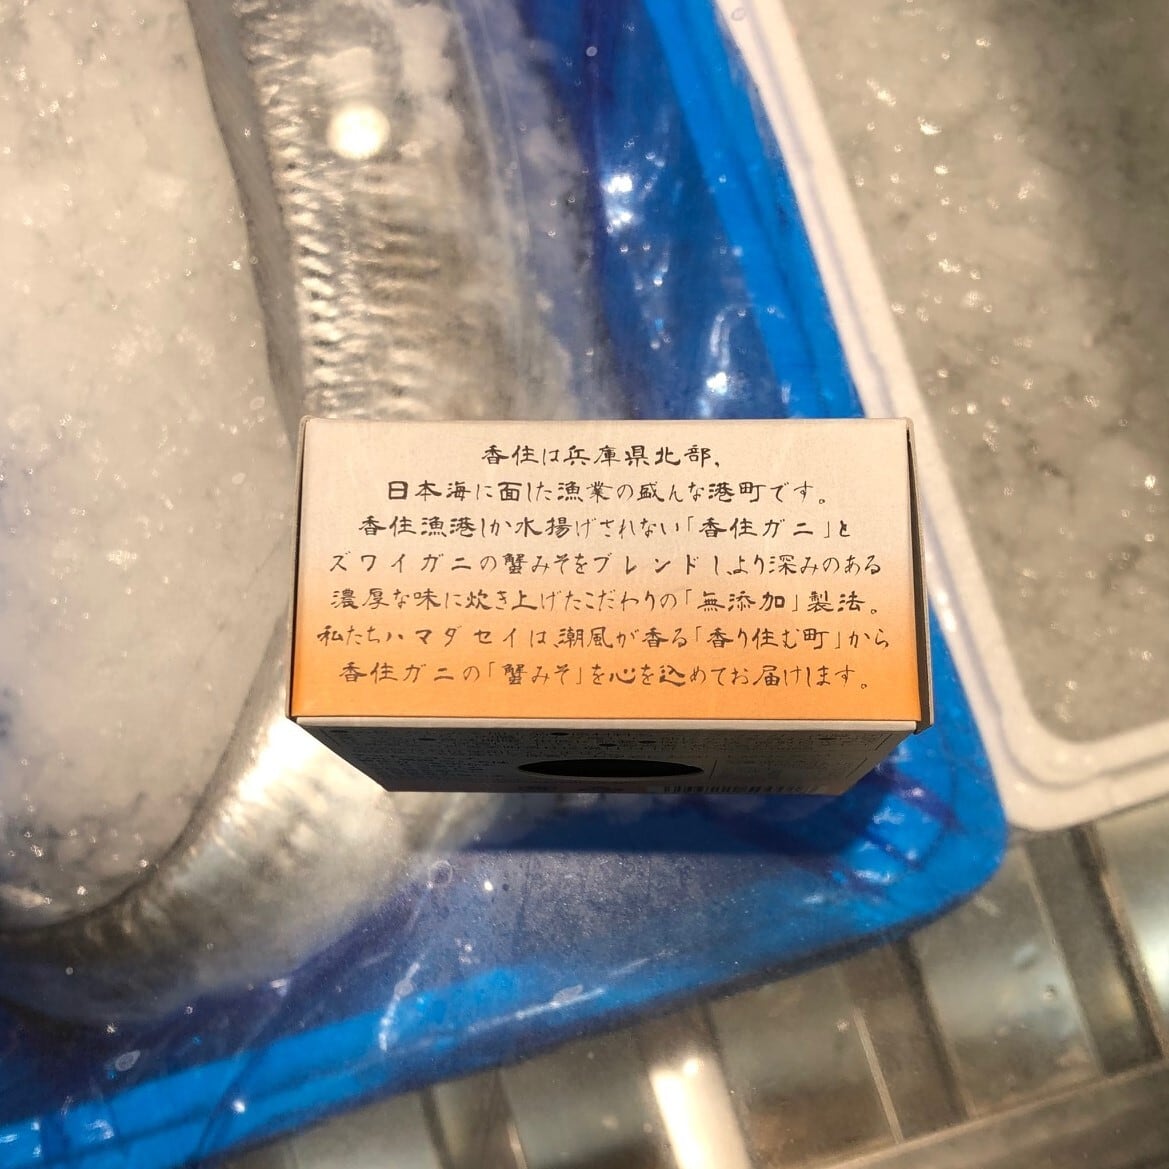 香住は兵庫県北部、
日本海に面した漁業の盛んな港町です。
香住漁港しか水揚げされない「香住ガニ」と
ズワイガニの蟹みそをブレンドし、より深みのある
濃厚な味に炊き上げたこだわりの「無添加」製法。
私たちハマダセイは、潮風が香る「香り住む町」から
香住ガニの「蟹みそ」を心を込めてお届けします。